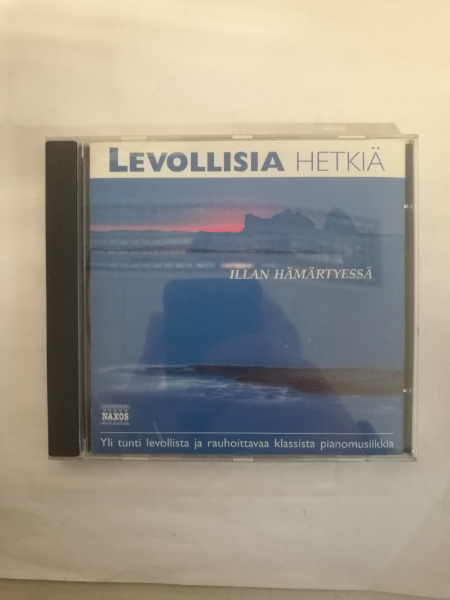 LEVOLLISIA HETKIÄ
ILLAN HÄMÄRTYESSÄ
NAXOS
Yli tunti levollista ja rauhoittavaa klassista pianomusiikkia